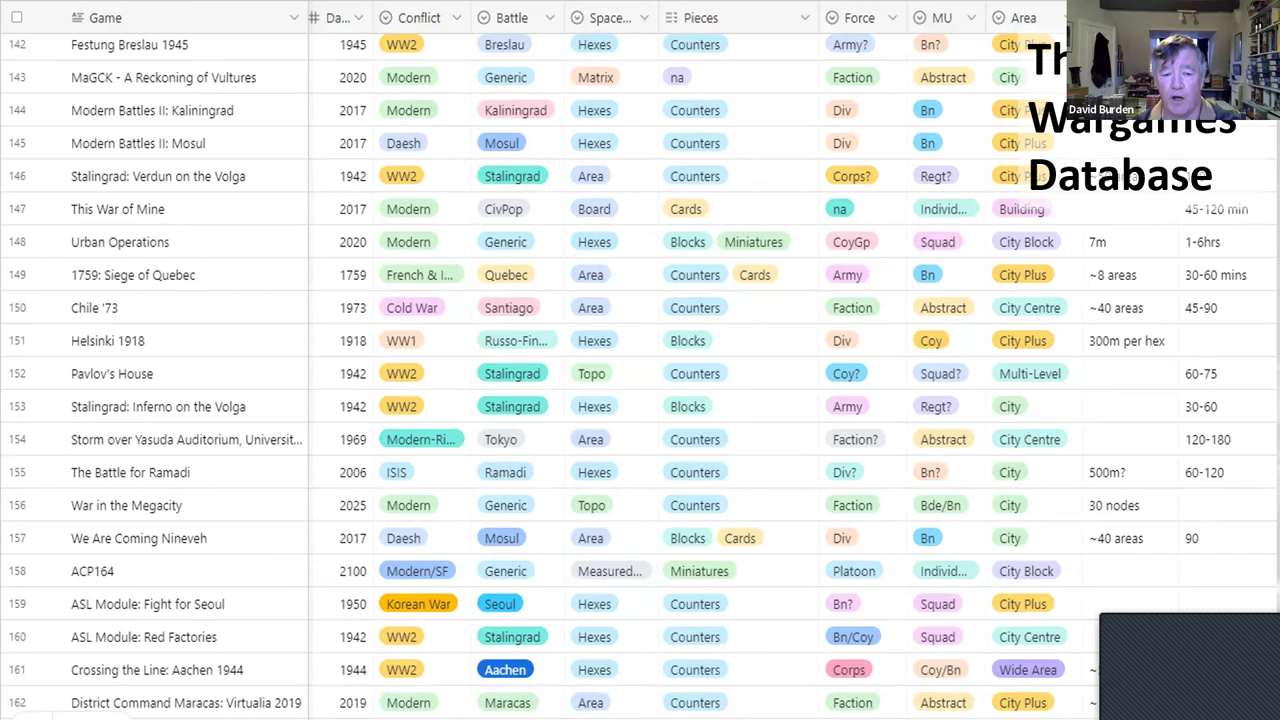 Game Da... Conflict Battle Space... Pieces Force MU Area
142 Festung Breslau 1945 1945 WW2 Breslau Hexes Counters Army? Bn? City Plus
143 MaGCK - A Reckoning of Vultures 2020 Modern Generic Matrix na Faction Abstract City
144 Modern Battles II: Kaliningrad 2017 Modern Kaliningrad Hexes Counters Div Bn City Plus
145 Modern Battles II: Mosul 2017 Daesh Mosul Hexes Counters Div Bn City Plus
146 Stalingrad: Verdun on the Volga 1942 WW2 Stalingrad Area Counters Corps? Regt? City Plus
147 This War of Mine 2017 Modern CivPop Board Cards na Individ... Building 45-120 min
148 Urban Operations 2020 Modern Generic Hexes Blocks Miniatures CoyGp Squad City Block 7m 1-6hrs
149 1759: Siege of Quebec 1759 French & I... Quebec Area Counters Cards Army Bn City Plus ~8 areas 30-60 mins
150 Chile '73 1973 Cold War Santiago Area Counters Faction Abstract City Centre ~40 areas 45-90
151 Helsinki 1918 1918 WW1 Russo-Fin... Hexes Blocks Div Coy City Plus 300m per hex
152 Pavlov's House 1942 WW2 Stalingrad Topo Counters Coy? Squad? Multi-Level 60-75
153 Stalingrad: Inferno on the Volga 1942 WW2 Stalingrad Hexes Blocks Army Regt? City 30-60
154 Storm over Yasuda Auditorium, Universit... 1969 Modern-Ri... Tokyo Area Counters Faction? Abstract City Centre 120-180
155 The Battle for Ramadi 2006 ISIS Ramadi Hexes Counters Div? Bn? City 500m? 60-120
156 War in the Megacity 2025 Modern Generic Topo Counters Faction Bde/Bn City 30 nodes
157 We Are Coming Nineveh 2017 Daesh Mosul Area Blocks Cards Div Bn City ~40 areas 90
158 ACP164 2100 Modern/SF Generic Measured... Miniatures Platoon Individ... City Block
159 ASL Module: Fight for Seoul 1950 Korean War Seoul Hexes Counters Bn? Squad City Plus
160 ASL Module: Red Factories 1942 WW2 Stalingrad Hexes Counters Bn/Coy Squad City Centre
161 Crossing the Line: Aachen 1944 1944 WW2 Aachen Hexes Counters Corps Coy/Bn Wide Area
162 District Command Maracas: Virtualia 2019 2019 Modern Maracas Area Counters Faction Abstract City Plus
David Burden
Wargames
Database